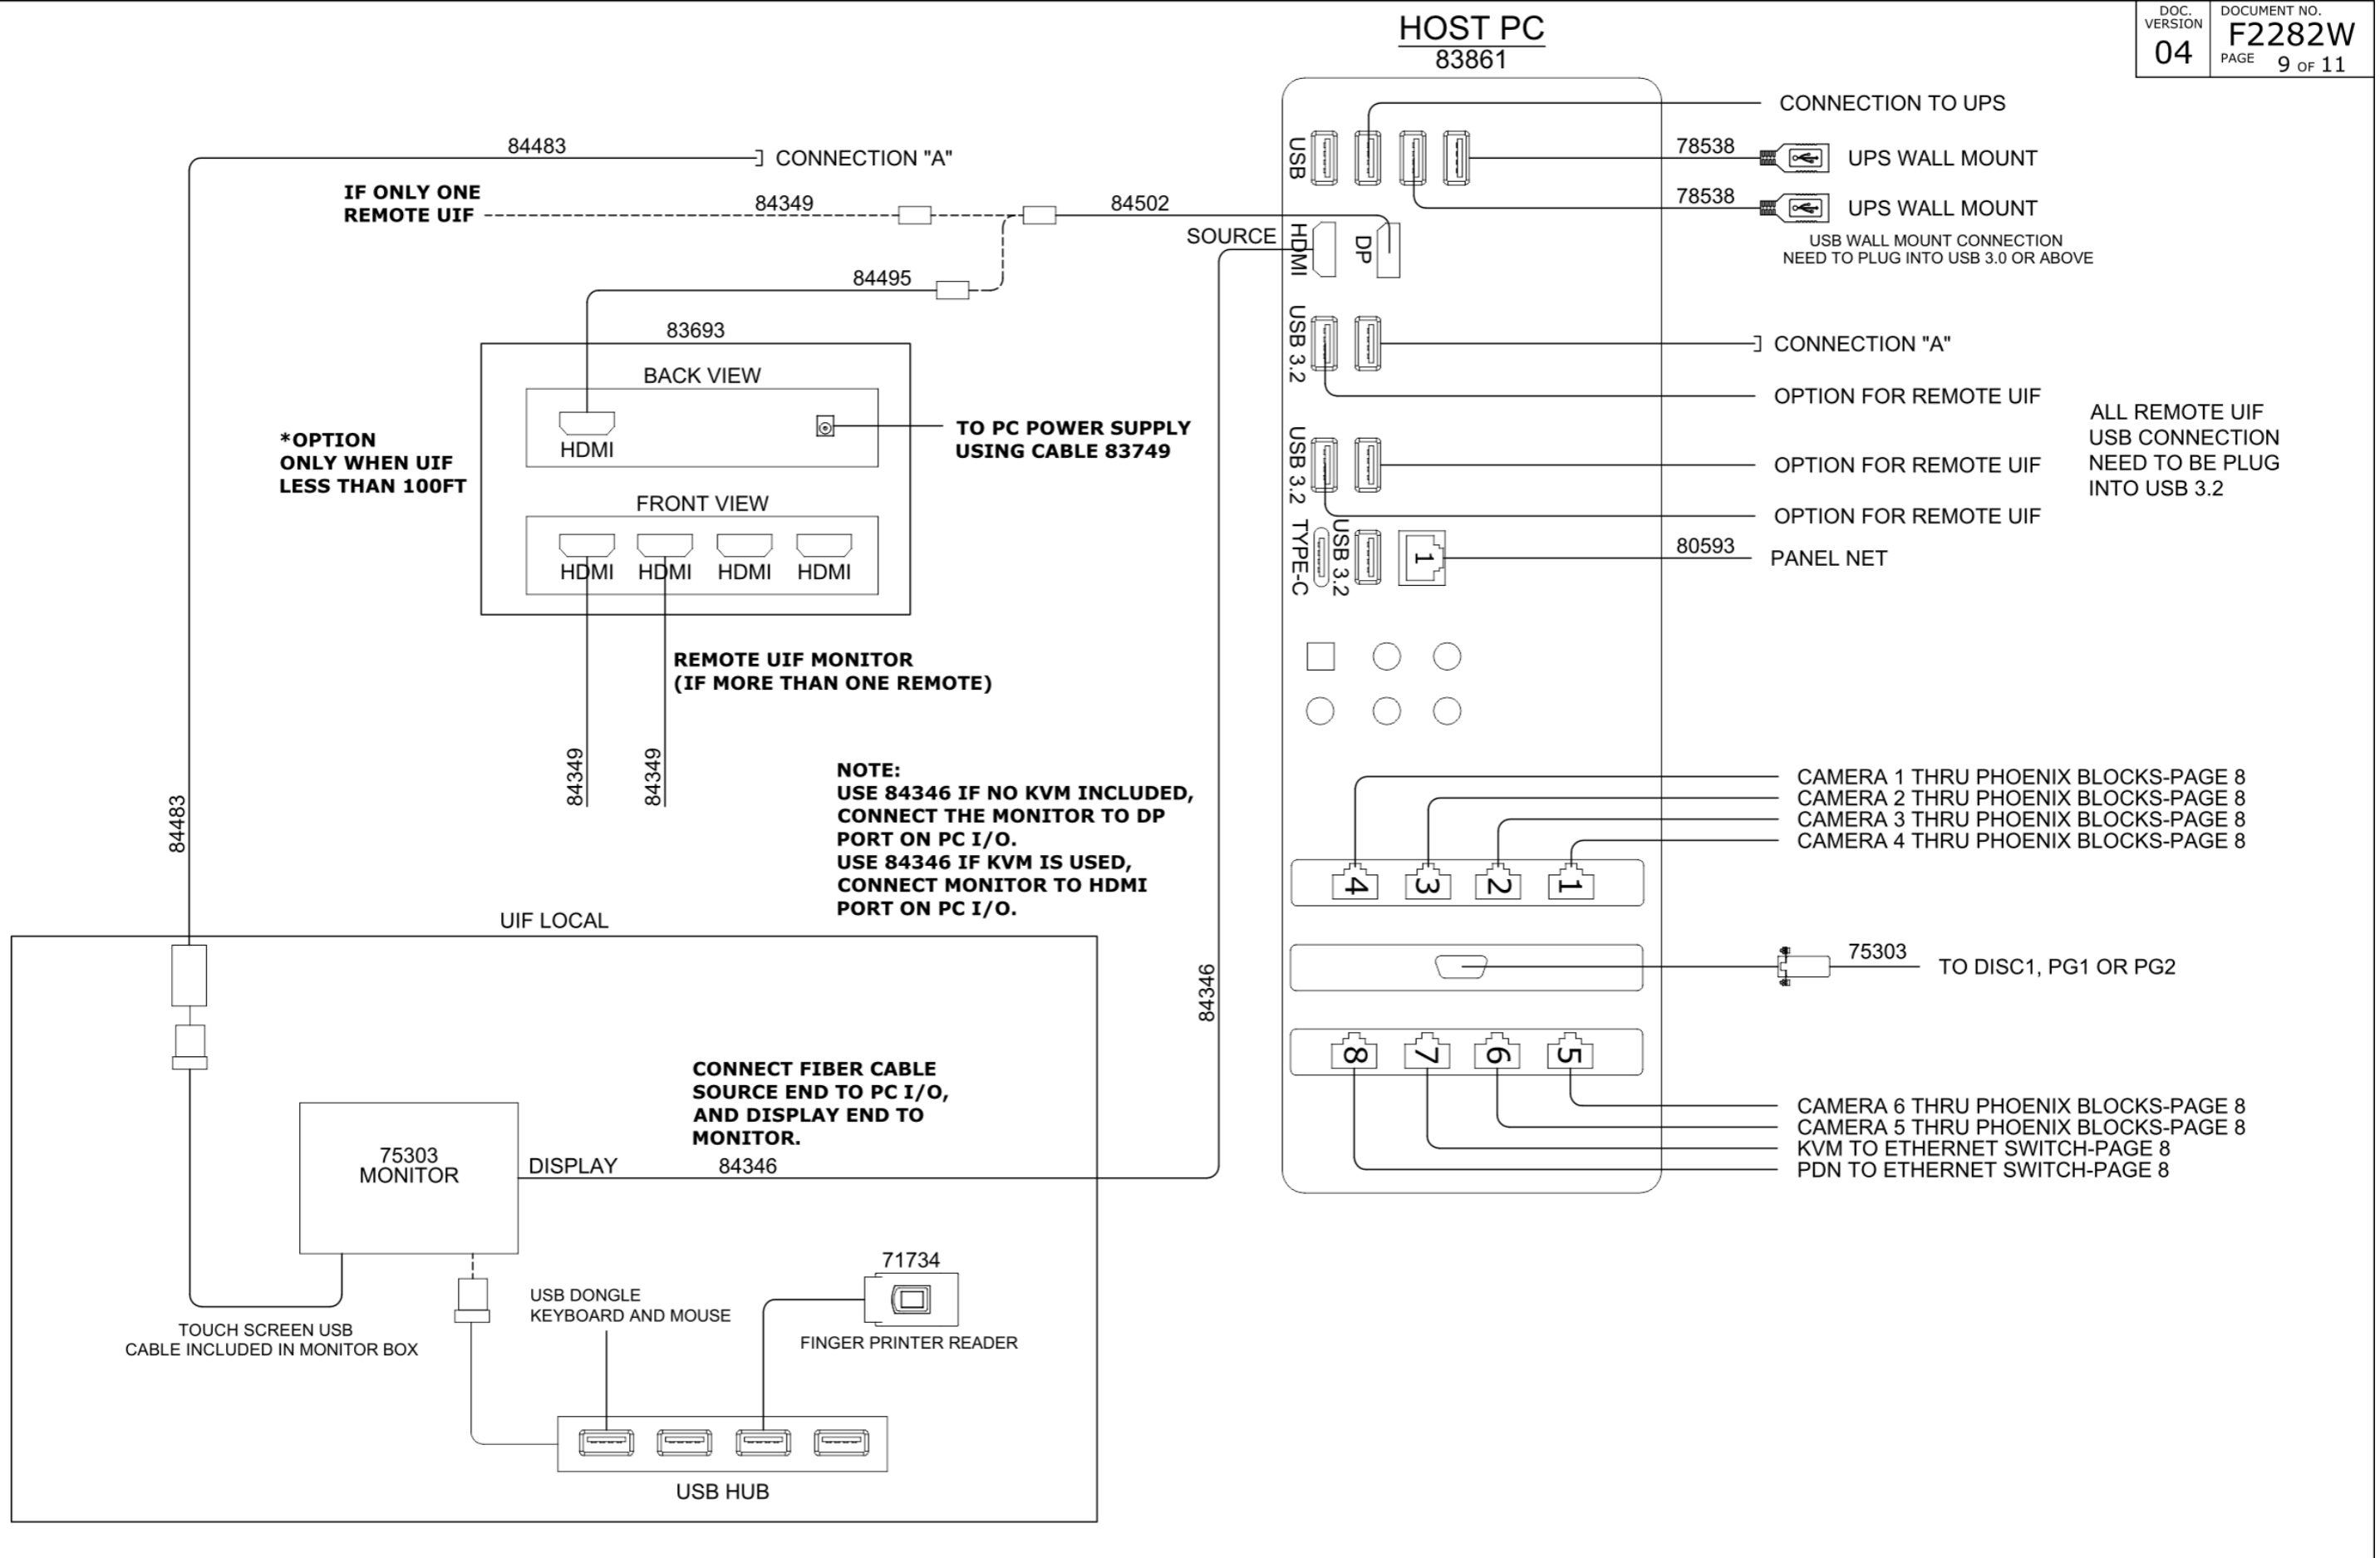 HOST PC
83861
DOC.
VERSION
04
DOCUMENT NO.
F2282W
PAGE 9 OF 11
84483
CONNECTION "A"
IF ONLY ONE
REMOTE UIF
84349
84502
SOURCE
84495
83693
BACK VIEW
HDMI
TO PC POWER SUPPLY
USING CABLE 83749
*OPTION
ONLY WHEN UIF
LESS THAN 100FT
FRONT VIEW
HDMI HDMI HDMI HDMI
REMOTE UIF MONITOR
(IF MORE THAN ONE REMOTE)
84349
84349
84483
NOTE:
USE 84346 IF NO KVM INCLUDED,
CONNECT THE MONITOR TO DP
PORT ON PC I/O.
USE 84346 IF KVM IS USED,
CONNECT MONITOR TO HDMI
PORT ON PC I/O.
84346
UIF LOCAL
CONNECT FIBER CABLE
SOURCE END TO PC I/O,
AND DISPLAY END TO
MONITOR.
75303
MONITOR
DISPLAY
84346
TOUCH SCREEN USB
CABLE INCLUDED IN MONITOR BOX
USB DONGLE
KEYBOARD AND MOUSE
71734
FINGER PRINTER READER
USB HUB
USB
HDMI
DP
USB 3.2
USB 3.2
TYPE-C
USB 3.2
1
CONNECTION TO UPS
78538
UPS WALL MOUNT
78538
UPS WALL MOUNT
USB WALL MOUNT CONNECTION
NEED TO PLUG INTO USB 3.0 OR ABOVE
CONNECTION "A"
OPTION FOR REMOTE UIF
OPTION FOR REMOTE UIF
OPTION FOR REMOTE UIF
ALL REMOTE UIF
USB CONNECTION
NEED TO BE PLUG
INTO USB 3.2
80593
PANEL NET
CAMERA 1 THRU PHOENIX BLOCKS-PAGE 8
CAMERA 2 THRU PHOENIX BLOCKS-PAGE 8
CAMERA 3 THRU PHOENIX BLOCKS-PAGE 8
CAMERA 4 THRU PHOENIX BLOCKS-PAGE 8
4 3 2 1
75303
TO DISC1, PG1 OR PG2
8 7 6 5
CAMERA 6 THRU PHOENIX BLOCKS-PAGE 8
CAMERA 5 THRU PHOENIX BLOCKS-PAGE 8
KVM TO ETHERNET SWITCH-PAGE 8
PDN TO ETHERNET SWITCH-PAGE 8